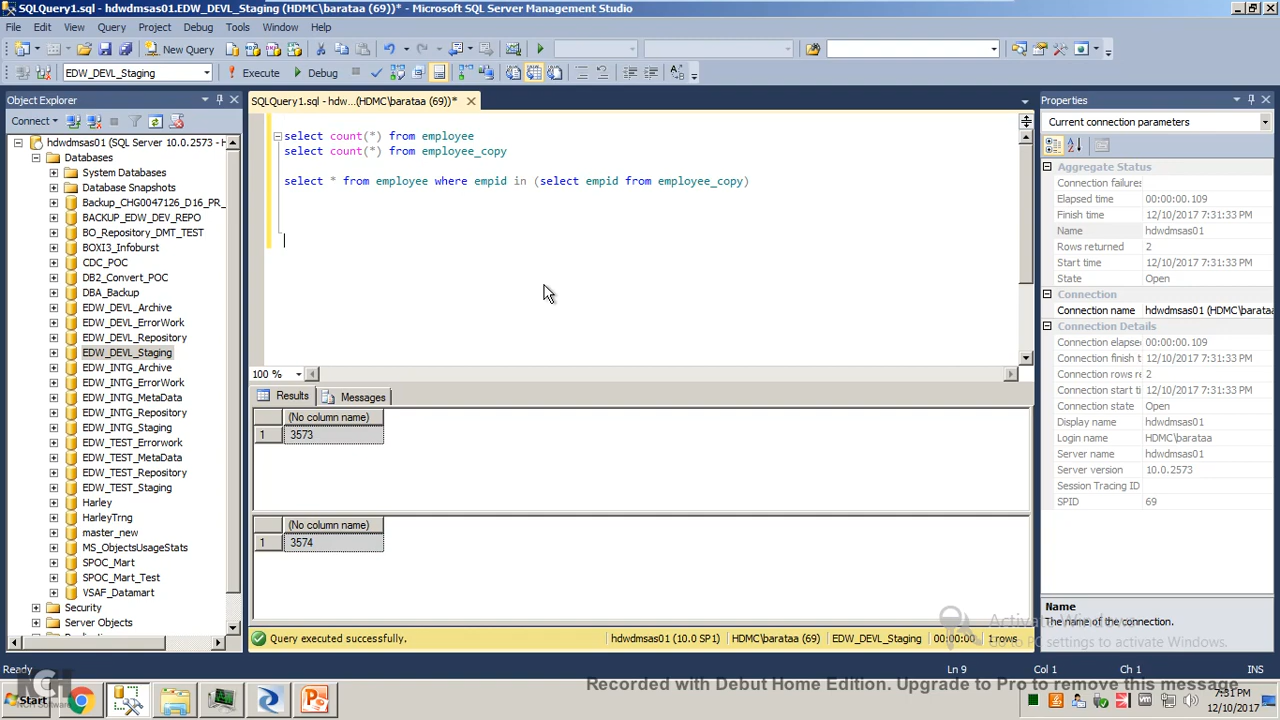 SQLQuery1.sql - hdwdmsas01.EDW_DEVL_Staging (HDMC\barataa (69))* - Microsoft SQL Server Management Studio
File Edit View Query Project Debug Tools Window Help
New Query
EDW_DEVL_Staging Execute Debug
Object Explorer
Connect
hdwdmsas01 (SQL Server 10.0.2573 - H
Databases
System Databases
Database Snapshots
Backup_CHG0047126_D16_PR_
BACKUP_EDW_DEV_REPO
BO_Repository_DMT_TEST
BOXI3_Infoburst
CDC_POC
DB2_Convert_POC
DBA_Backup
EDW_DEVL_Archive
EDW_DEVL_ErrorWork
EDW_DEVL_Repository
EDW_DEVL_Staging
EDW_INTG_Archive
EDW_INTG_ErrorWork
EDW_INTG_MetaData
EDW_INTG_Repository
EDW_INTG_Staging
EDW_TEST_Errorwork
EDW_TEST_MetaData
EDW_TEST_Repository
EDW_TEST_Staging
Harley
HarleyTrng
master_new
MS_ObjectsUsageStats
SPOC_Mart
SPOC_Mart_Test
VSAF_Datamart
Security
Server Objects
SQLQuery1.sql - hdw...(HDMC\barataa (69))*
select count(*) from employee
select count(*) from employee_copy
select * from employee where empid in (select empid from employee_copy)
100 %
Results Messages
(No column name)
1 3573
(No column name)
1 3574
Query executed successfully. hdwdmsas01 (10.0 SP1) HDMC\barataa (69) EDW_DEVL_Staging 00:00:00 1 rows
Properties
Current connection parameters
Aggregate Status
Connection failures
Elapsed time 00:00:00.109
Finish time 12/10/2017 7:31:33 PM
Name hdwdmsas01
Rows returned 2
Start time 12/10/2017 7:31:33 PM
State Open
Connection
Connection name hdwdmsas01 (HDMC\barataa
Connection Details
Connection elapse 00:00:00.109
Connection finish t 12/10/2017 7:31:33 PM
Connection rows re 2
Connection start ti 12/10/2017 7:31:33 PM
Connection state Open
Display name hdwdmsas01
Login name HDMC\barataa
Server name hdwdmsas01
Server version 10.0.2573
Session Tracing ID
SPID 69
Name
The name of the connection.
Activate Windows
Go to PC settings to activate Windows.
Ready Ln 9 Col 1 Ch 1 INS
Recorded with Debut Home Edition. Upgrade to Pro to remove this message
NCH Software
Start
7:31 PM
12/10/2017